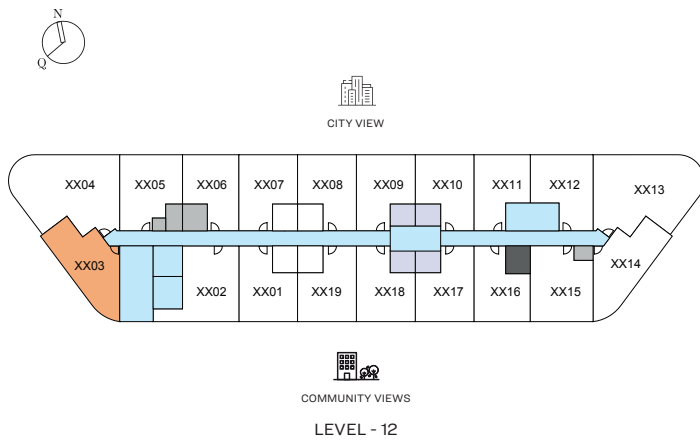 N
Q
CITY VIEW
XX04 XX05 XX06 XX07 XX08 XX09 XX10 XX11 XX12 XX13
XX03 XX14
XX02 XX01 XX19 XX18 XX17 XX16 XX15
COMMUNITY VIEWS
LEVEL - 12